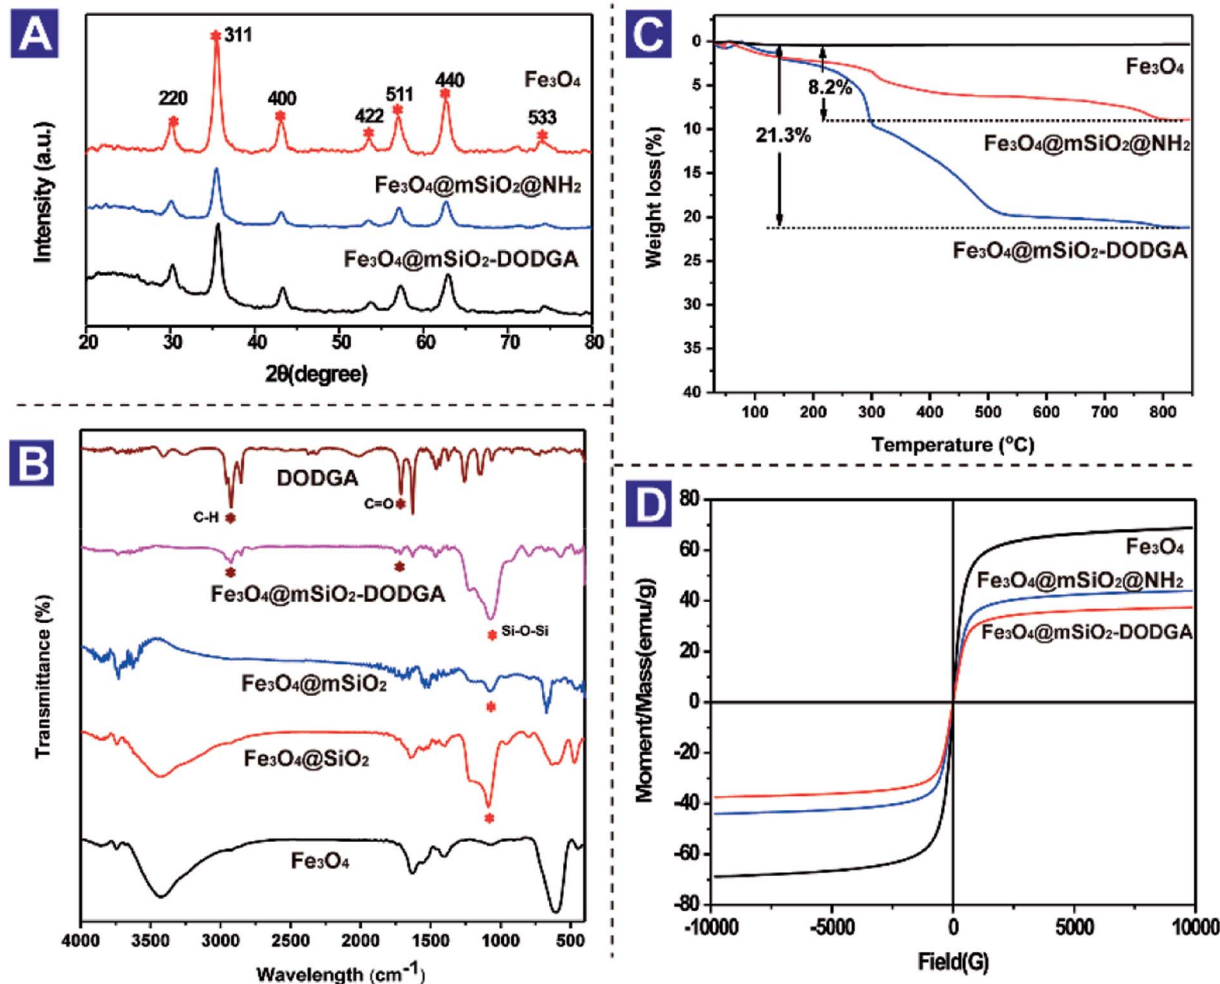 A
311
220
400
422
511
440
533
Fe₃O₄
Fe₃O₄@mSiO₂@NH₂
Fe₃O₄@mSiO₂-DODGA
Intensity (a.u.)
20 30 40 50 60 70 80
2θ(degree)
B
DODGA
C-H
C=O
Fe₃O₄@mSiO₂-DODGA
Si-O-Si
Fe₃O₄@mSiO₂
Fe₃O₄@SiO₂
Fe₃O₄
Transmittance (%)
4000 3500 3000 2500 2000 1500 1000 500
Wavelength (cm⁻¹)
C
0
5
10
15
20
25
30
35
40
Weight loss(%)
Fe₃O₄
8.2%
21.3%
Fe₃O₄@mSiO₂@NH₂
Fe₃O₄@mSiO₂-DODGA
100 200 300 400 500 600 700 800
Temperature (°C)
D
80
60
40
20
0
-20
-40
-60
-80
Moment/Mass(emu/g)
Fe₃O₄
Fe₃O₄@mSiO₂@NH₂
Fe₃O₄@mSiO₂-DODGA
-10000 -5000 0 5000 10000
Field(G)